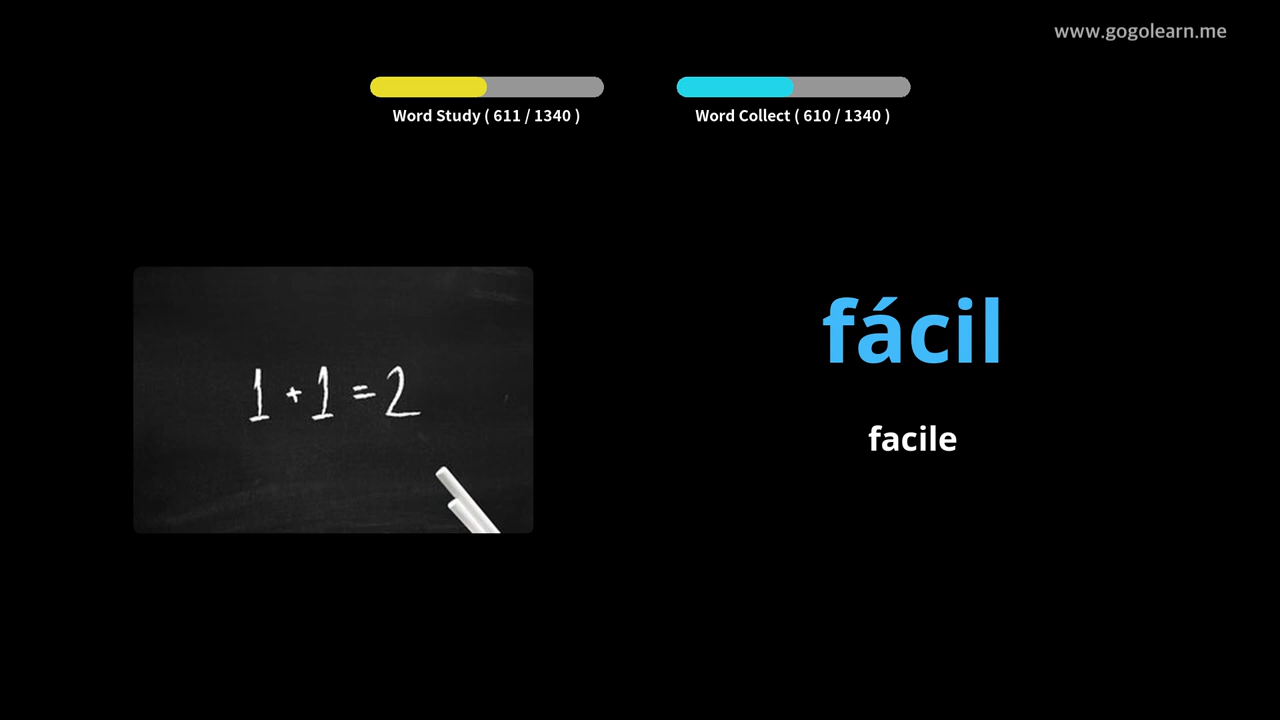 www.gogolearn.me
Word Study ( 611 / 1340 )
Word Collect ( 610 / 1340 )
1 + 1 = 2
fácil
facile